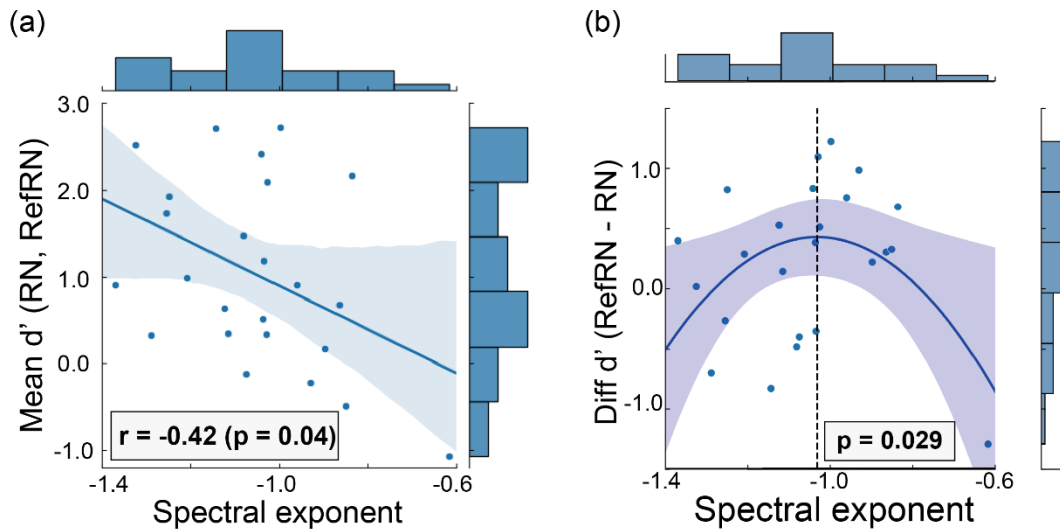 (a)
3.0
2.0
1.0
0.0
-1.0
Mean d’ (RN, RefRN)
r = -0.42 (p = 0.04)
-1.4
-1.0
-0.6
Spectral exponent
(b)
1.0
0.0
-1.0
Diff d’ (RefRN - RN)
p = 0.029
-1.4
-1.0
-0.6
Spectral exponent